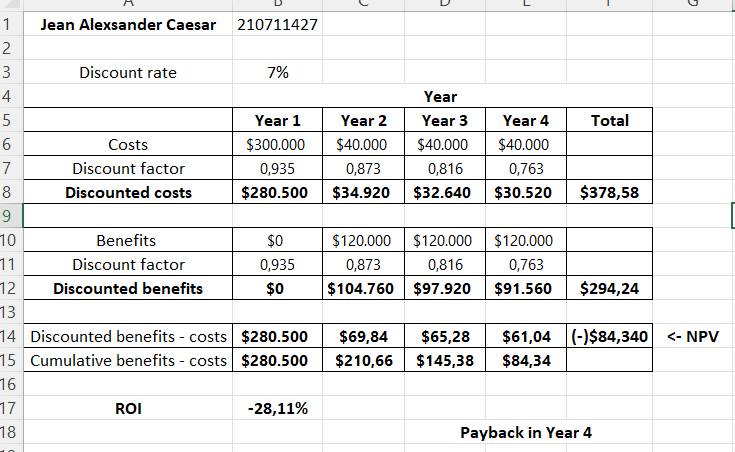 A B C D E F G
1 Jean Alexsander Caesar 210711427
2
3 Discount rate 7%
4 Year
5 Year 1 Year 2 Year 3 Year 4 Total
6 Costs $300.000 $40.000 $40.000 $40.000
7 Discount factor 0,935 0,873 0,816 0,763
8 Discounted costs $280.500 $34.920 $32.640 $30.520 $378,58
9
10 Benefits $0 $120.000 $120.000 $120.000
11 Discount factor 0,935 0,873 0,816 0,763
12 Discounted benefits $0 $104.760 $97.920 $91.560 $294,24
13
14 Discounted benefits - costs $280.500 $69,84 $65,28 $61,04 (-)$84,340 <- NPV
15 Cumulative benefits - costs $280.500 $210,66 $145,38 $84,34
16
17 ROI -28,11%
18 Payback in Year 4